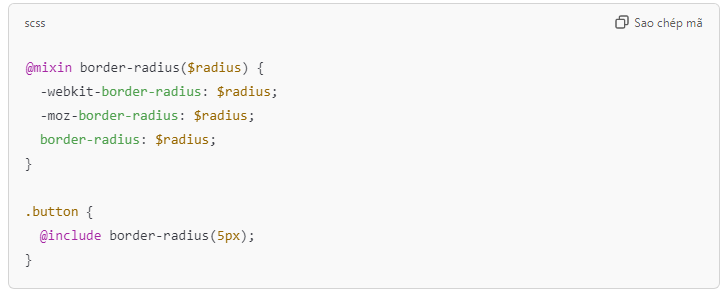 scss
Sao chép mã
@mixin border-radius($radius) {
  -webkit-border-radius: $radius;
  -moz-border-radius: $radius;
  border-radius: $radius;
}

.button {
  @include border-radius(5px);
}